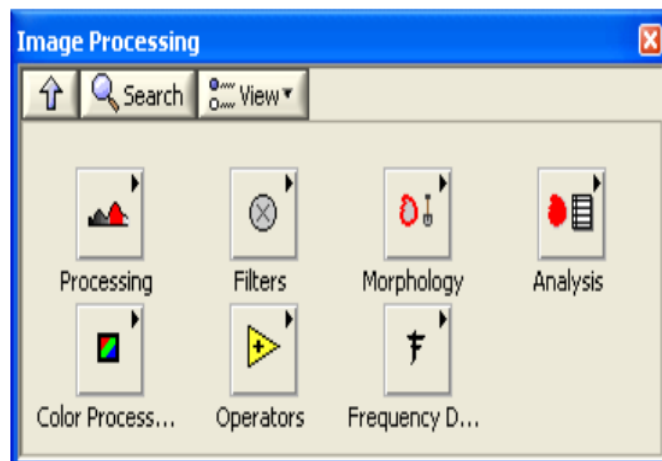 Image Processing
Search View
Processing Filters Morphology Analysis
Color Process... Operators Frequency D...